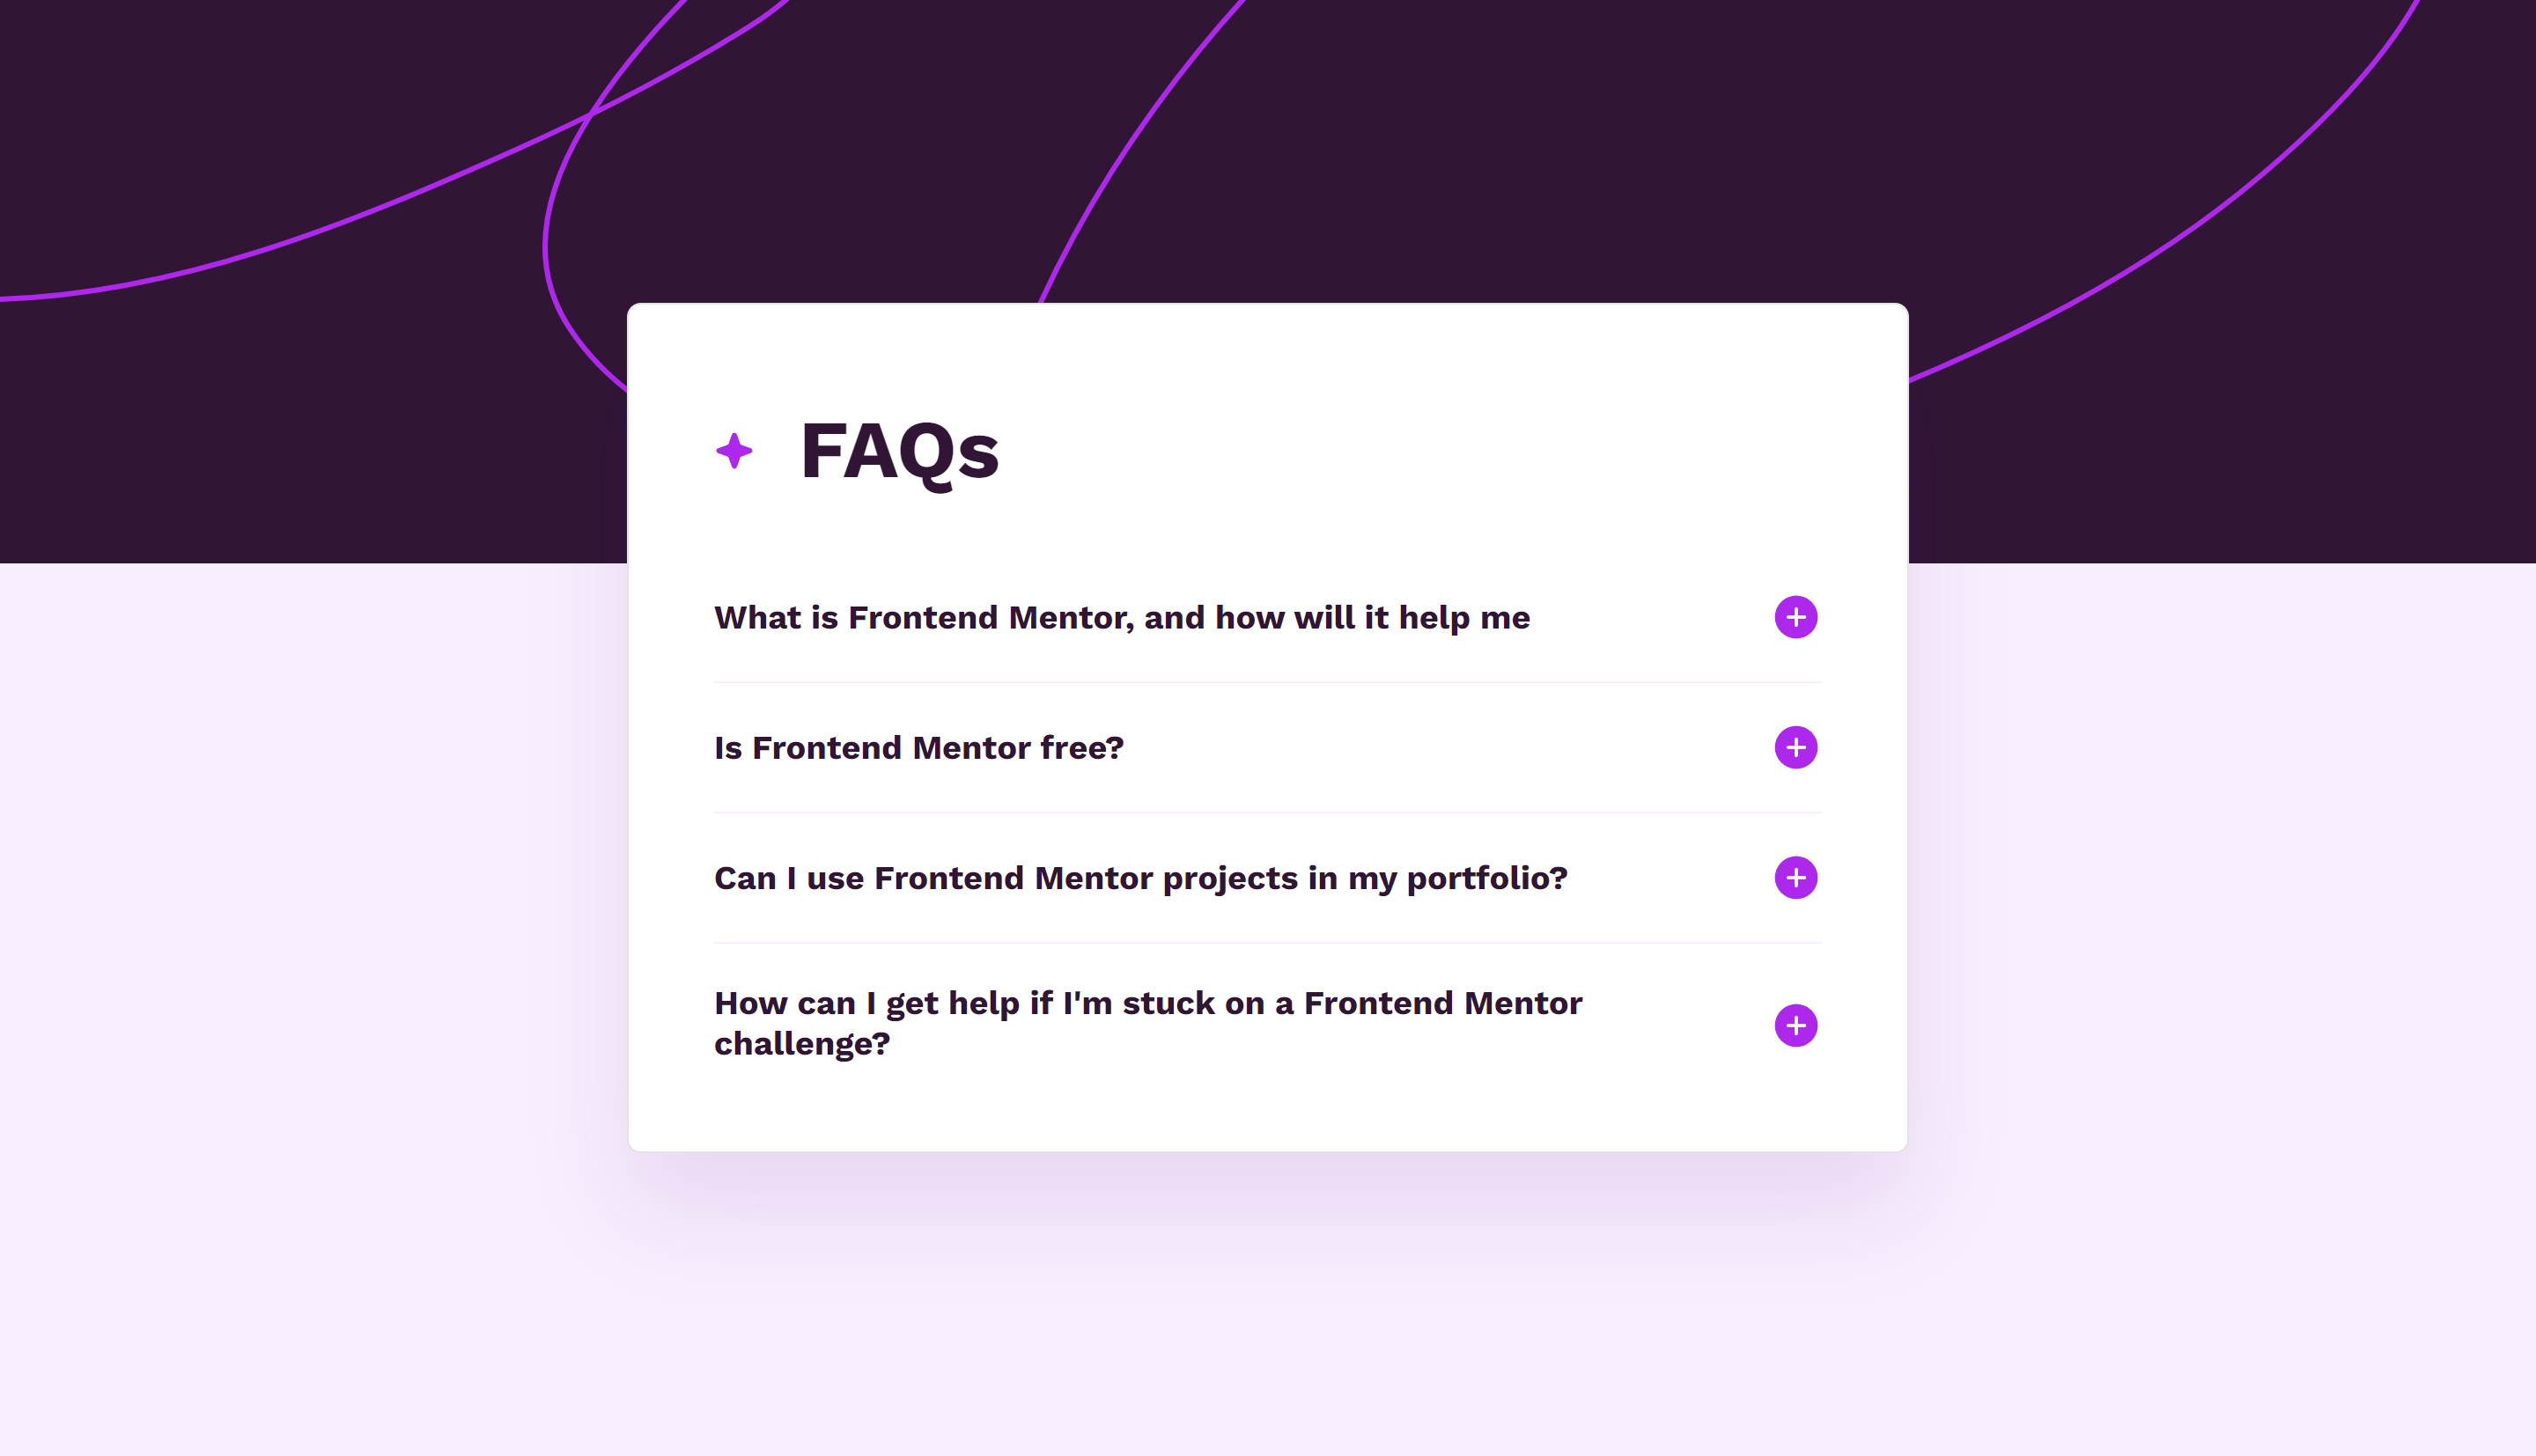 FAQs
What is Frontend Mentor, and how will it help me
Is Frontend Mentor free?
Can I use Frontend Mentor projects in my portfolio?
How can I get help if I'm stuck on a Frontend Mentor
challenge?